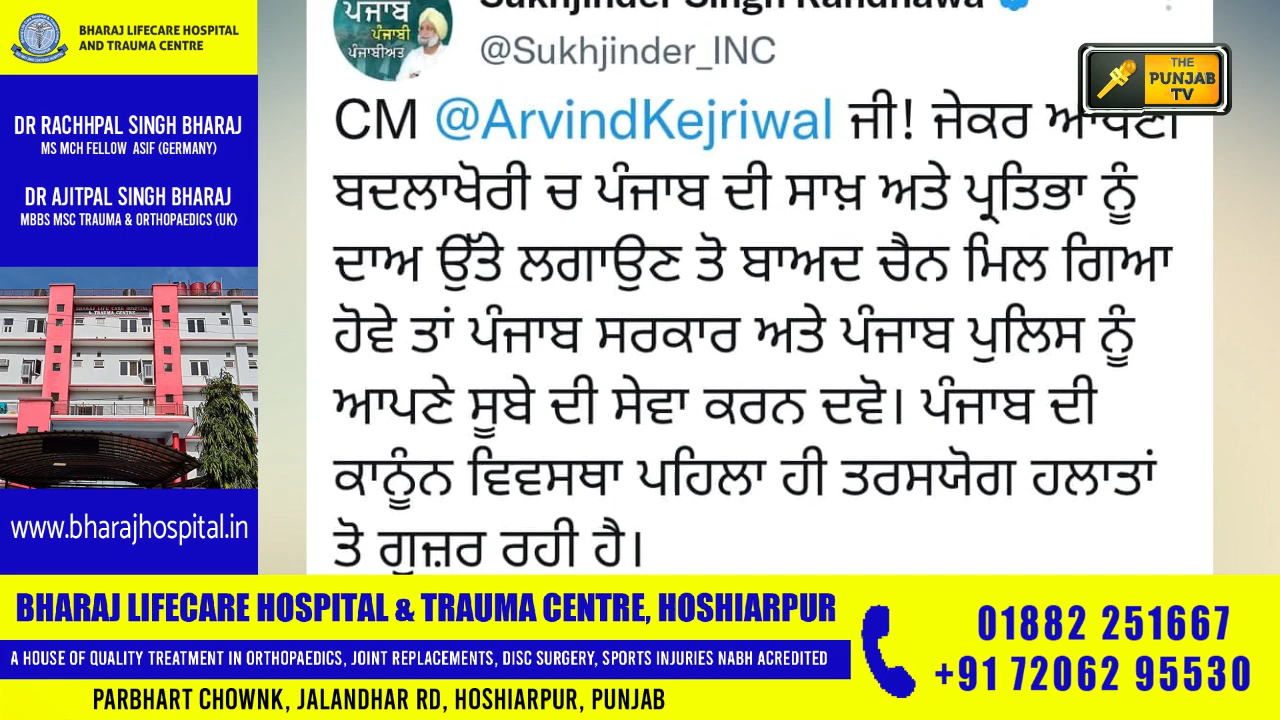 BHARAJ LIFECARE HOSPITAL
AND TRAUMA CENTRE
DR RACHHPAL SINGH BHARAJ
MS MCH FELLOW ASIF (GERMANY)
DR AJITPAL SINGH BHARAJ
MBBS MSC TRAUMA & ORTHOPAEDICS (UK)
www.bharajhospital.in
ਪੰਜਾਬ
ਪੰਜਾਬੀ
ਪੰਜਾਬੀਅਤ
Sukhjinder Singh Randhawa
@Sukhjinder_INC
THE
PUNJAB
TV
CM @ArvindKejriwal ਜੀ! ਜੇਕਰ ਆਪਣੀ
ਬਦਲਾਖੋਰੀ ਚ ਪੰਜਾਬ ਦੀ ਸਾਖ਼ ਅਤੇ ਪ੍ਰਤਿਭਾ ਨੂੰ
ਦਾਅ ਉੱਤੇ ਲਗਾਉਣ ਤੋ ਬਾਅਦ ਚੈਨ ਮਿਲ ਗਿਆ
ਹੋਵੇ ਤਾਂ ਪੰਜਾਬ ਸਰਕਾਰ ਅਤੇ ਪੰਜਾਬ ਪੁਲਿਸ ਨੂੰ
ਆਪਣੇ ਸੂਬੇ ਦੀ ਸੇਵਾ ਕਰਨ ਦਵੋ। ਪੰਜਾਬ ਦੀ
ਕਾਨੂੰਨ ਵਿਵਸਥਾ ਪਹਿਲਾ ਹੀ ਤਰਸਯੋਗ ਹਲਾਤਾਂ
ਤੋ ਗੁਜ਼ਰ ਰਹੀ ਹੈ।
BHARAJ LIFECARE HOSPITAL & TRAUMA CENTRE, HOSHIARPUR
A HOUSE OF QUALITY TREATMENT IN ORTHOPAEDICS, JOINT REPLACEMENTS, DISC SURGERY, SPORTS INJURIES NABH ACREDITED
PARBHART CHOWNK, JALANDHAR RD, HOSHIARPUR, PUNJAB
01882 251667
+91 72062 95530